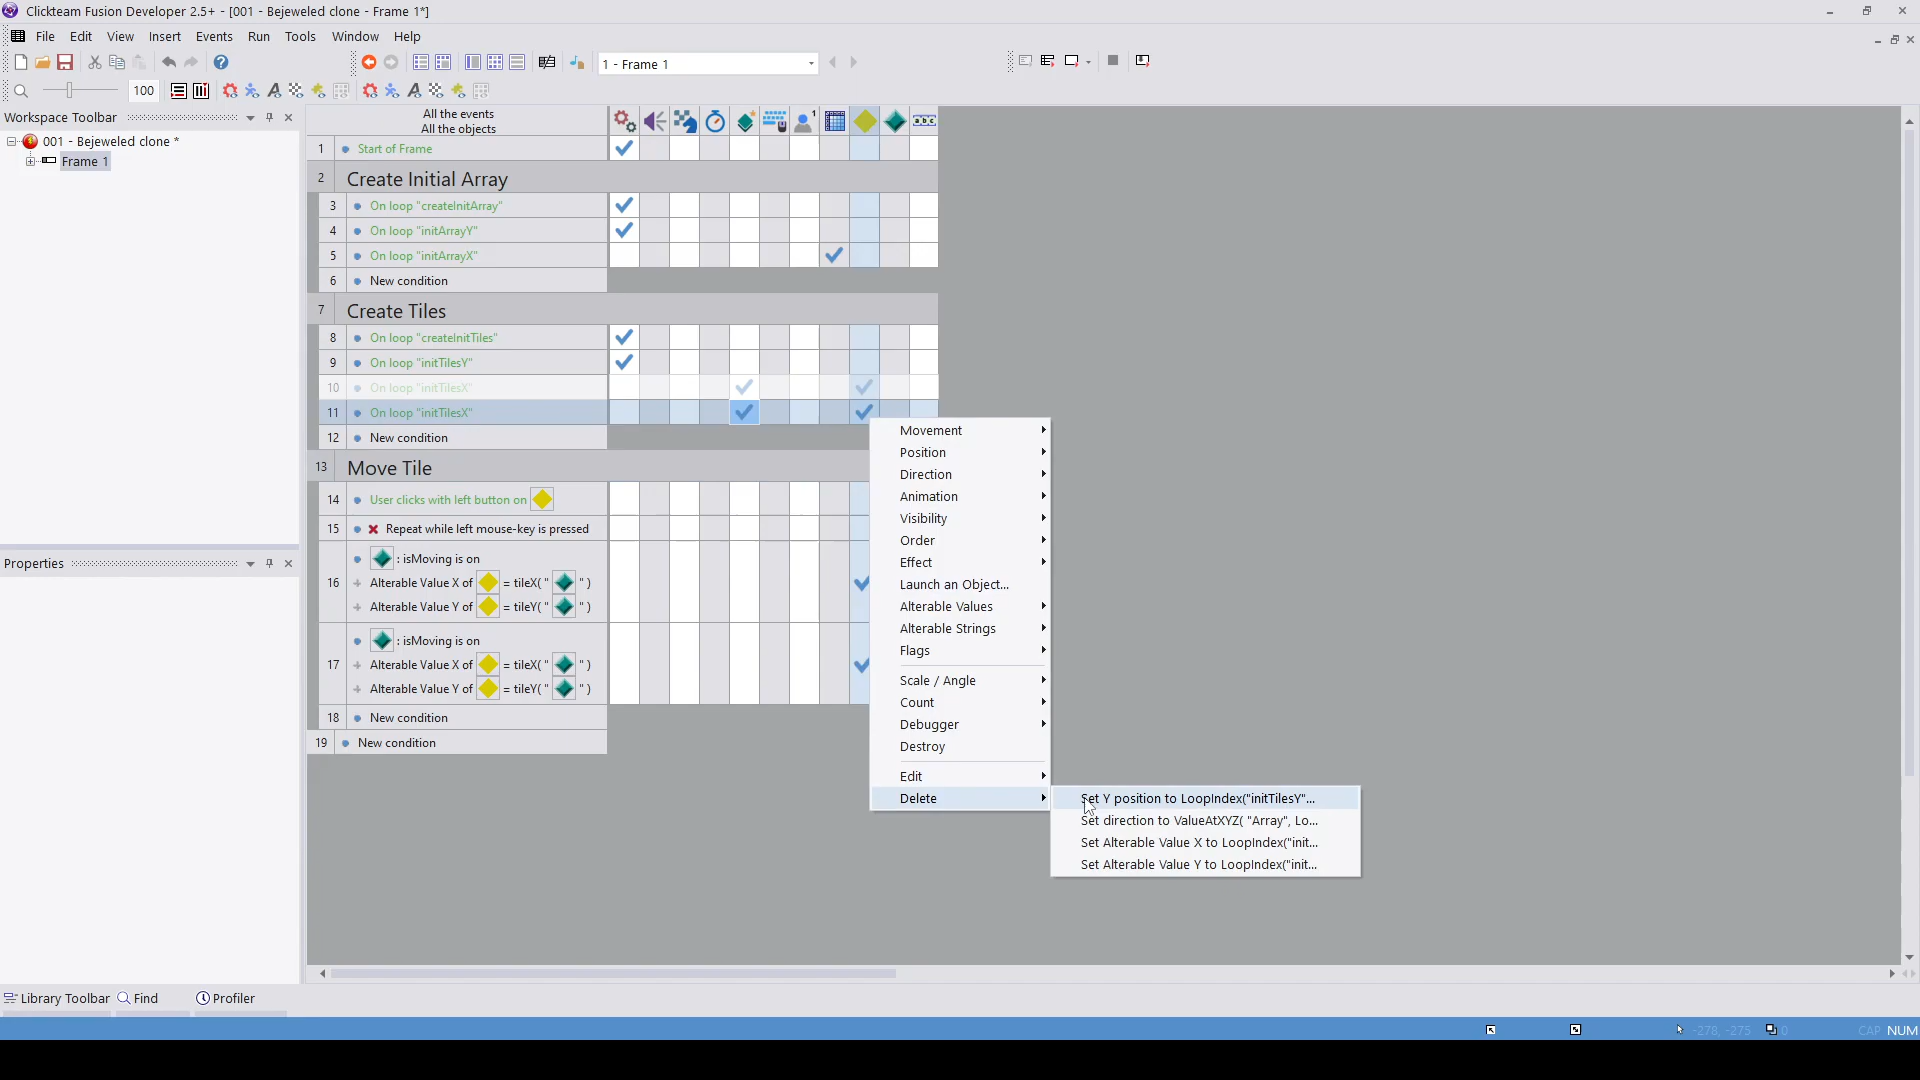 Clickteam Fusion Developer 2.5+ - [001 - Bejeweled clone - Frame 1*]
File Edit View Insert Events Run Tools Window Help
1 - Frame 1
100
Workspace Toolbar
001 - Bejeweled clone *
Frame 1
Properties
Library Toolbar Find Profiler
All the events
All the objects
1 Start of Frame
2 Create Initial Array
3 On loop "createInitArray"
4 On loop "initArrayY"
5 On loop "initArrayX"
6 New condition
7 Create Tiles
8 On loop "createInitTiles"
9 On loop "initTilesY"
10 On loop "initTilesX"
11 On loop "initTilesX"
12 New condition
13 Move Tile
14 User clicks with left button on
15 Repeat while left mouse-key is pressed
16
: isMoving is on
Alterable Value X of = tileX( " " )
Alterable Value Y of = tileY( " " )
17
: isMoving is on
Alterable Value X of = tileX( " " )
Alterable Value Y of = tileY( " " )
18 New condition
19 New condition
Movement
Position
Direction
Animation
Visibility
Order
Effect
Launch an Object...
Alterable Values
Alterable Strings
Flags
Scale / Angle
Count
Debugger
Destroy
Edit
Delete
Set Y position to LoopIndex("initTilesY"...
Set direction to ValueAtXYZ( "Array", Lo...
Set Alterable Value X to LoopIndex("init...
Set Alterable Value Y to LoopIndex("init...
-278, -275 0 CAP NUM